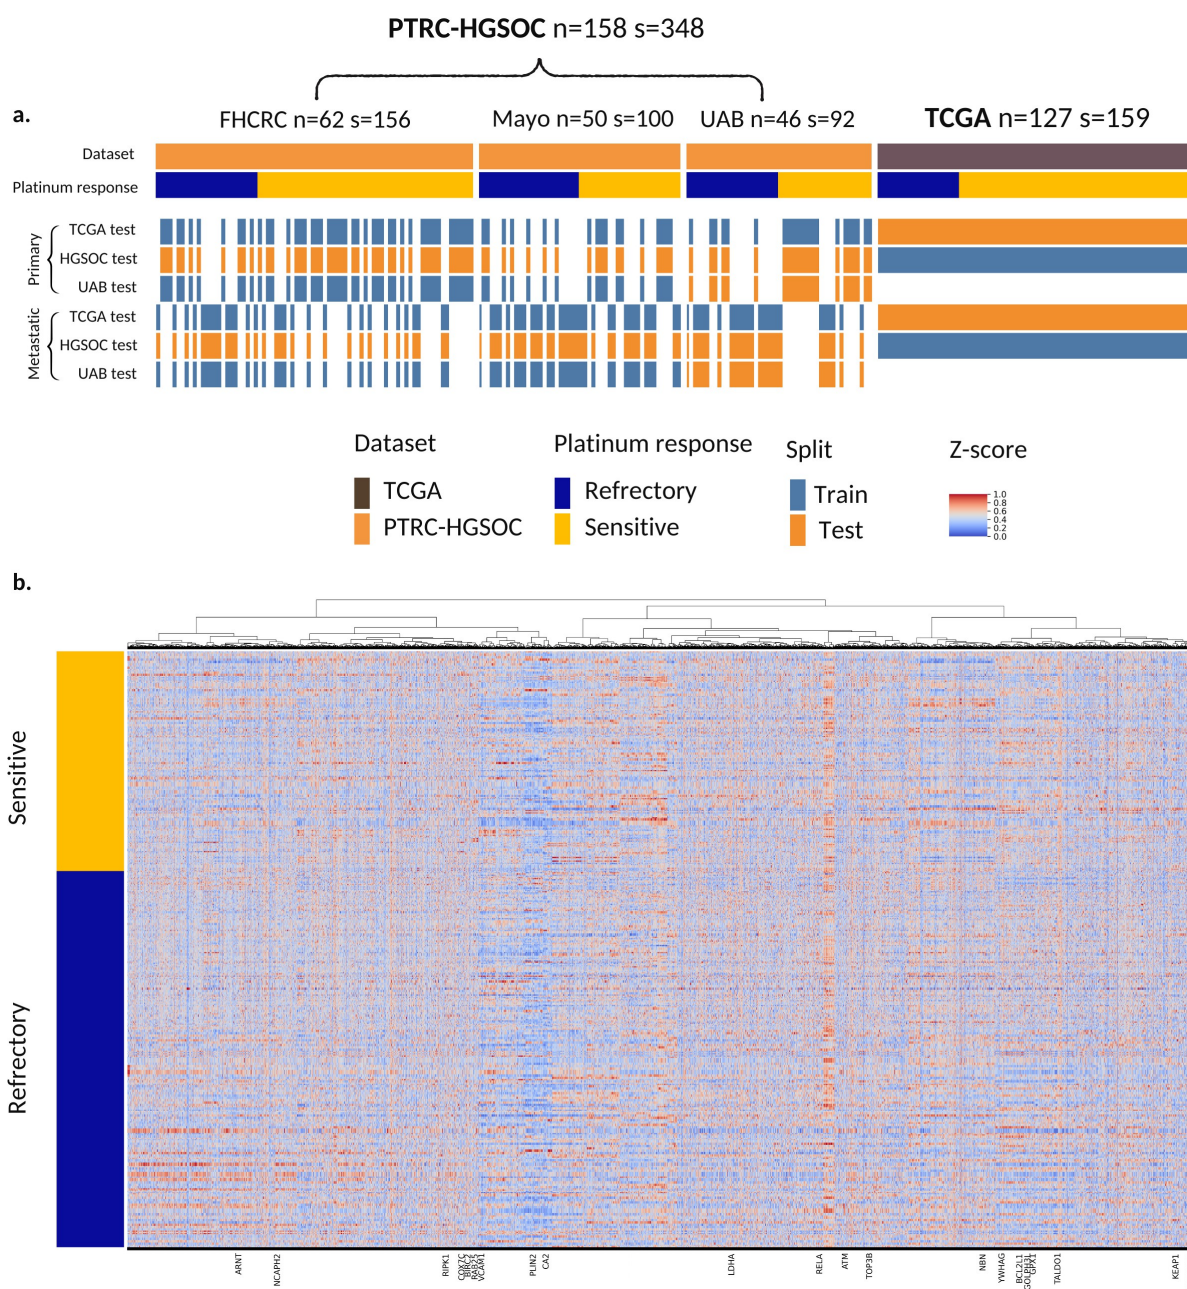 PTRC-HGSOC n=158 s=348
a.
FHCRC n=62 s=156
Mayo n=50 s=100
UAB n=46 s=92
TCGA n=127 s=159
Dataset
Platinum response
Primary
TCGA test
HGSOC test
UAB test
Metastatic
TCGA test
HGSOC test
UAB test
Dataset
TCGA
PTRC-HGSOC
Platinum response
Refrectory
Sensitive
Split
Train
Test
Z-score
1.0
0.8
0.6
0.4
0.2
0.0
b.
Sensitive
Refrectory
ARNT
NCAPH2
RIPK1
COX7C
VCAM1
PLIN2
CA2
LDHA
RELA
ATM
TOP3B
NBN
YWHAG
BCL2L1
GOLPH3L
GPX1
TALDO1
KEAP1